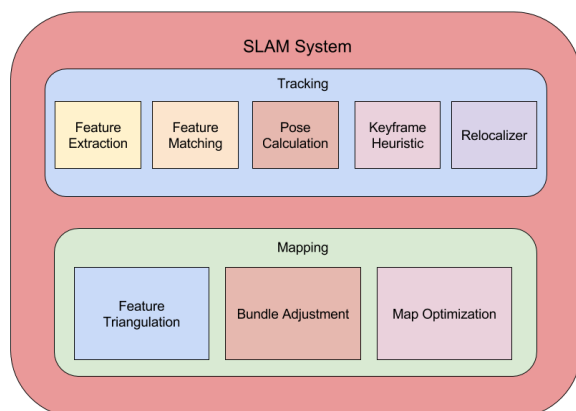 SLAM System
Tracking
Feature
Extraction
Feature
Matching
Pose
Calculation
Keyframe
Heuristic
Relocalizer
Mapping
Feature
Triangulation
Bundle Adjustment
Map Optimization